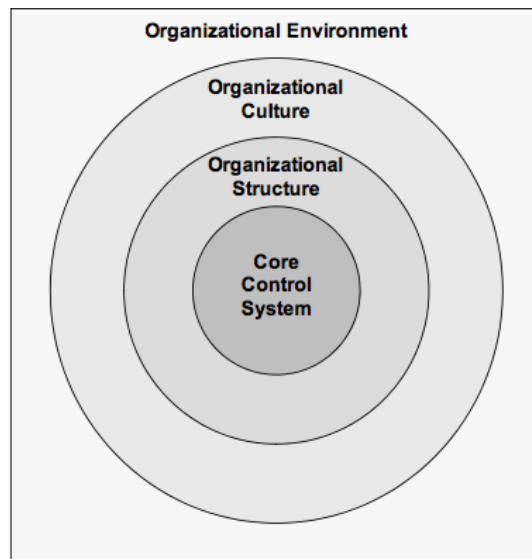 Organizational Environment
Organizational
Culture
Organizational
Structure
Core
Control
System